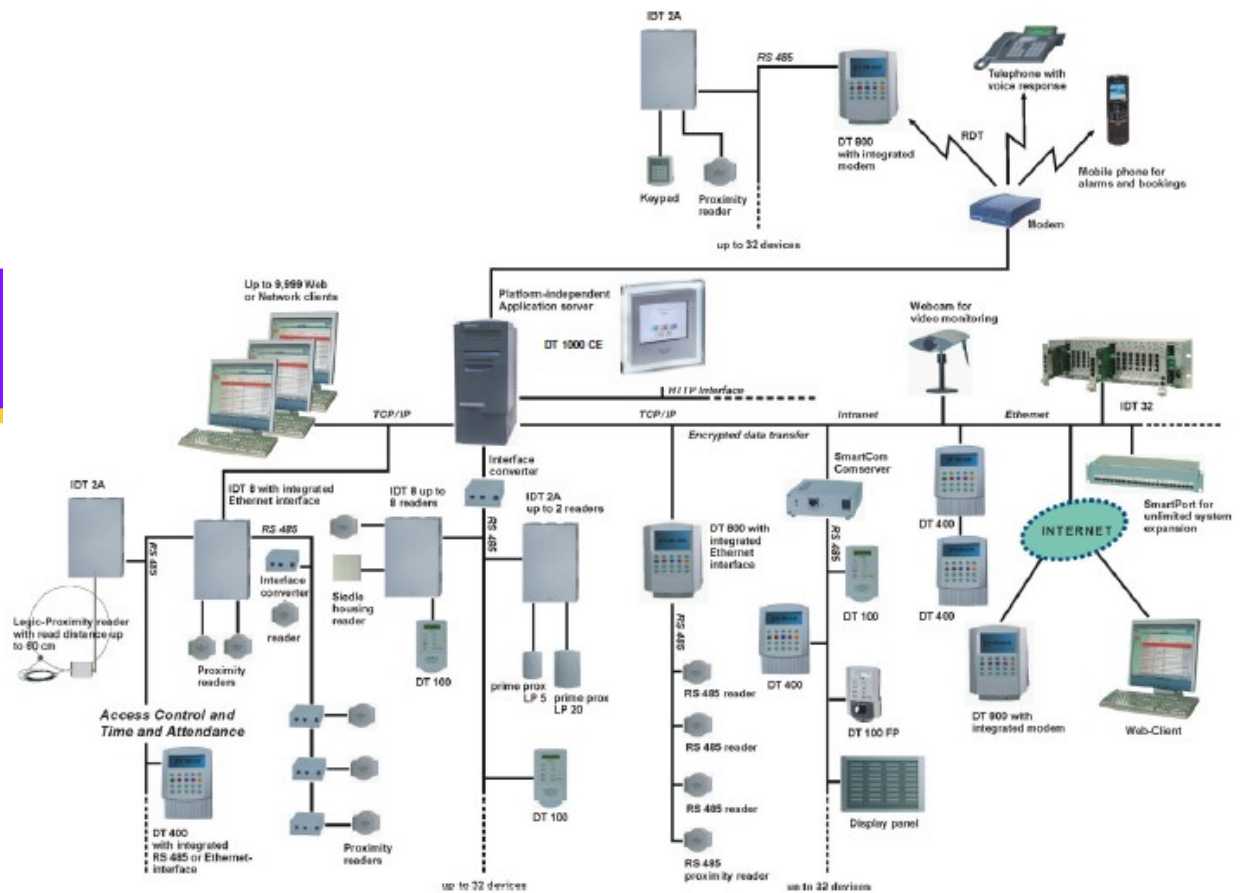 IDT 2A
RS 485
Telephone with
voice response
RDT
DT 800
with integrated
modem
Mobile phone for
alarms and bookings
Keypad
Proximity
reader
Modem
up to 32 devices
Up to 9,999 Web
or Network clients
Platform-independent
Application server
DT 1000 CE
Webcam for
video monitoring
HTTP Interface
IDT 32
TCP/IP
TCP/IP
Intranet
Ethernet
Encrypted data transfer
Interface
converter
SmartCom
Comserver
IDT 2A
IDT 8 with integrated
Ethernet interface
IDT 8 up to
8 readers
IDT 2A
up to 2 readers
SmartPort for
unlimited system
expansion
RS 485
RS 485
RS 485
DT 800 with
integrated
Ethernet
interface
RS 485
DT 400
INTERNET
Interface
converter
reader
Siedle
housing
reader
DT 100
DT 400
Legic-Proximity reader
with read distance up
to 60 cm
Proximity
readers
DT 100
RS 485
prime prox
LP 5
prime prox
LP 20
RS 485 reader
DT 400
Access Control and
Time and Attendance
RS 485 reader
DT 100 FP
DT 800 with
integrated modem
Web-Client
RS 485 reader
DT 400
with integrated
RS 485 or Ethernet-
interface
DT 100
Display panel
Proximity
readers
RS 485
proximity reader
up to 32 devices
up to 32 devices